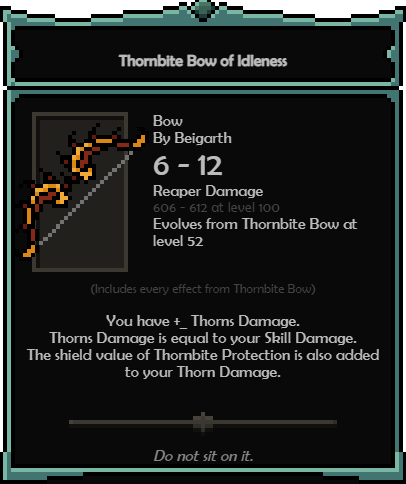 Thornbite Bow of Idleness
Bow
By Beigarth
6 - 12
Reaper Damage
606 - 612 at level 100
Evolves from Thornbite Bow at
level 52
(Includes every effect from Thornbite Bow)
You have +_ Thorns Damage.
Thorns Damage is equal to your Skill Damage.
The shield value of Thornbite Protection is also added
to your Thorn Damage.
Do not sit on it.